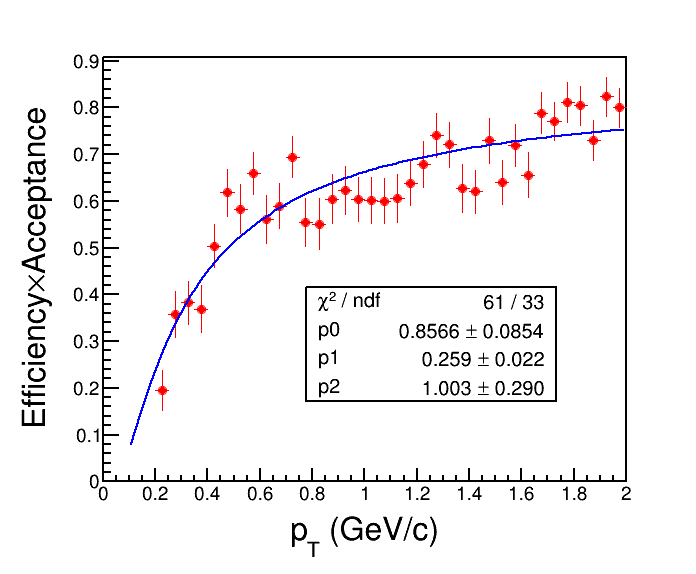 0.9
0.8
0.7
0.6
0.5
0.4
0.3
0.2
0.1
0
Efficiency×Acceptance
χ² / ndf 61 / 33
p0 0.8566 ± 0.0854
p1 0.259 ± 0.022
p2 1.003 ± 0.290
0 0.2 0.4 0.6 0.8 1 1.2 1.4 1.6 1.8 2
p_T (GeV/c)